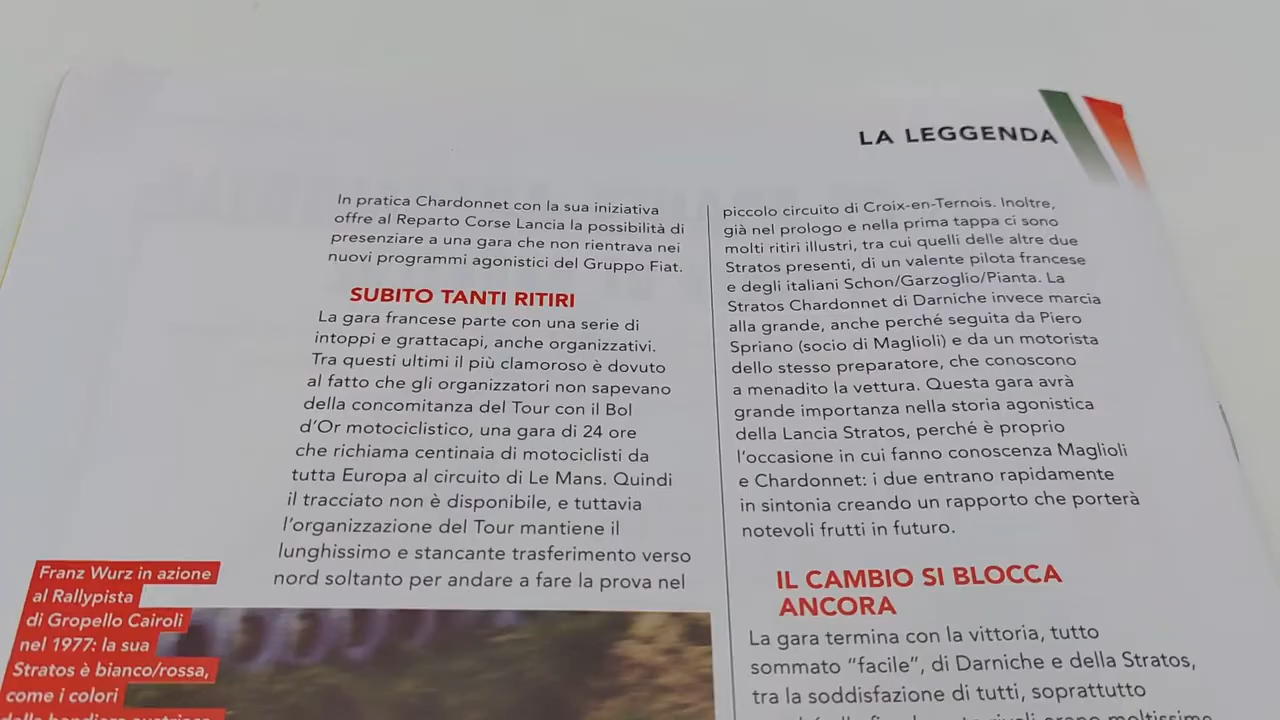 LA LEGGENDA
In pratica Chardonnet con la sua iniziativa
offre al Reparto Corse Lancia la possibilità di
presenziare a una gara che non rientrava nei
nuovi programmi agonistici del Gruppo Fiat.
SUBITO TANTI RITIRI
La gara francese parte con una serie di
intoppi e grattacapi, anche organizzativi.
Tra questi ultimi il più clamoroso è dovuto
al fatto che gli organizzatori non sapevano
della concomitanza del Tour con il Bol
d'Or motociclistico, una gara di 24 ore
che richiama centinaia di motociclisti da
tutta Europa al circuito di Le Mans. Quindi
il tracciato non è disponibile, e tuttavia
l'organizzazione del Tour mantiene il
lunghissimo e stancante trasferimento verso
nord soltanto per andare a fare la prova nel
piccolo circuito di Croix-en-Ternois. Inoltre,
già nel prologo e nella prima tappa ci sono
molti ritiri illustri, tra cui quelli delle altre due
Stratos presenti, di un valente pilota francese
e degli italiani Schon/Garzoglio/Pianta. La
Stratos Chardonnet di Darniche invece marcia
alla grande, anche perché seguita da Piero
Spriano (socio di Maglioli) e da un motorista
dello stesso preparatore, che conoscono
a menadito la vettura. Questa gara avrà
grande importanza nella storia agonistica
della Lancia Stratos, perché è proprio
l'occasione in cui fanno conoscenza Maglioli
e Chardonnet: i due entrano rapidamente
in sintonia creando un rapporto che porterà
notevoli frutti in futuro.
IL CAMBIO SI BLOCCA
ANCORA
La gara termina con la vittoria, tutto
sommato "facile", di Darniche e della Stratos,
tra la soddisfazione di tutti, soprattutto
moltissimo
Franz Wurz in azione
al Rallypista
di Gropello Cairoli
nel 1977: la sua
Stratos è bianco/rossa,
come i colori